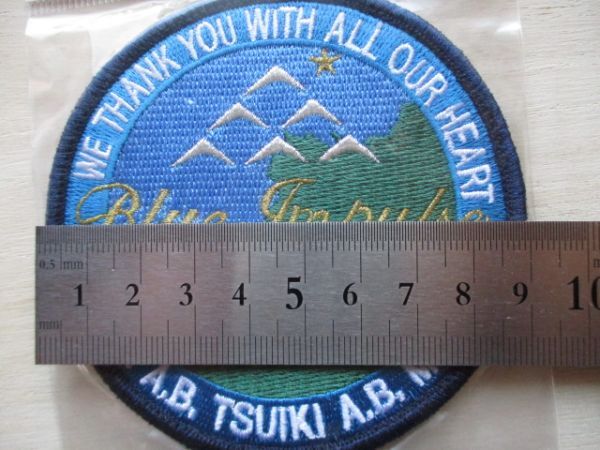 WE THANK YOU WITH ALL OUR HEART
Blue Impulse
0.5 mm
1 2 3 4 5 6 7 8 9 10
mm
A.B. TSUIKI A.B.